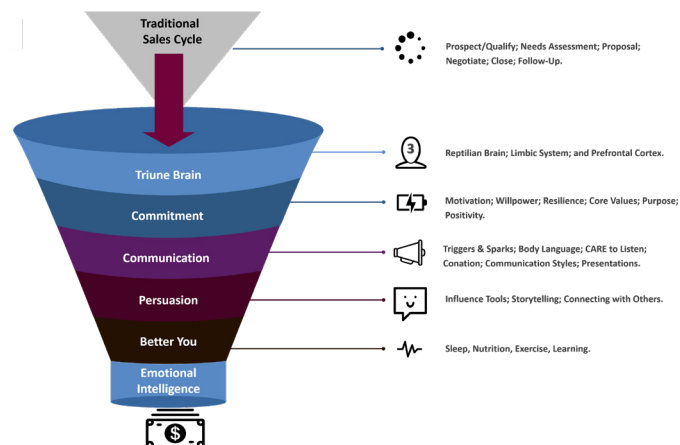 Traditional
Sales Cycle
Prospect/Qualify; Needs Assessment; Proposal;
Negotiate; Close; Follow-Up.
3
Reptilian Brain; Limbic System; and Prefrontal Cortex.
Triune Brain
Motivation; Willpower; Resilience; Core Values; Purpose;
Positivity.
Commitment
Triggers & Sparks; Body Language; CARE to Listen;
Conation; Communication Styles; Presentations.
Communication
Persuasion
Influence Tools; Storytelling; Connecting with Others.
Better You
Sleep, Nutrition, Exercise, Learning.
Emotional
Intelligence
$